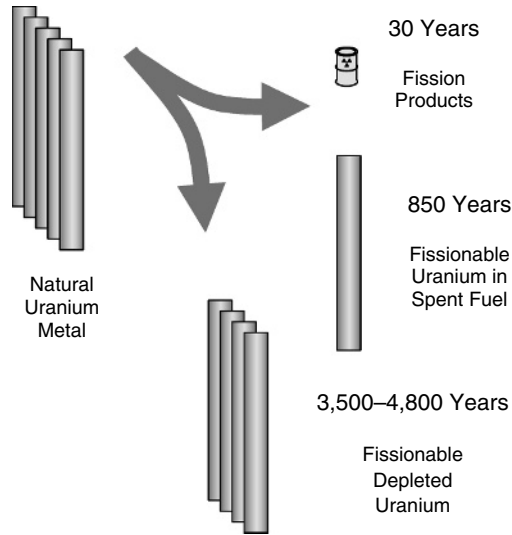 30 Years
Fission
Products
850 Years
Fissionable
Uranium in
Spent Fuel
Natural
Uranium
Metal
3,500–4,800 Years
Fissionable
Depleted
Uranium